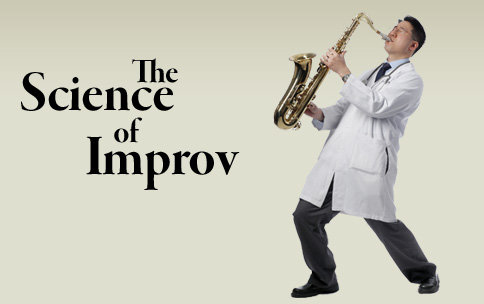 The
Science
of
Improv